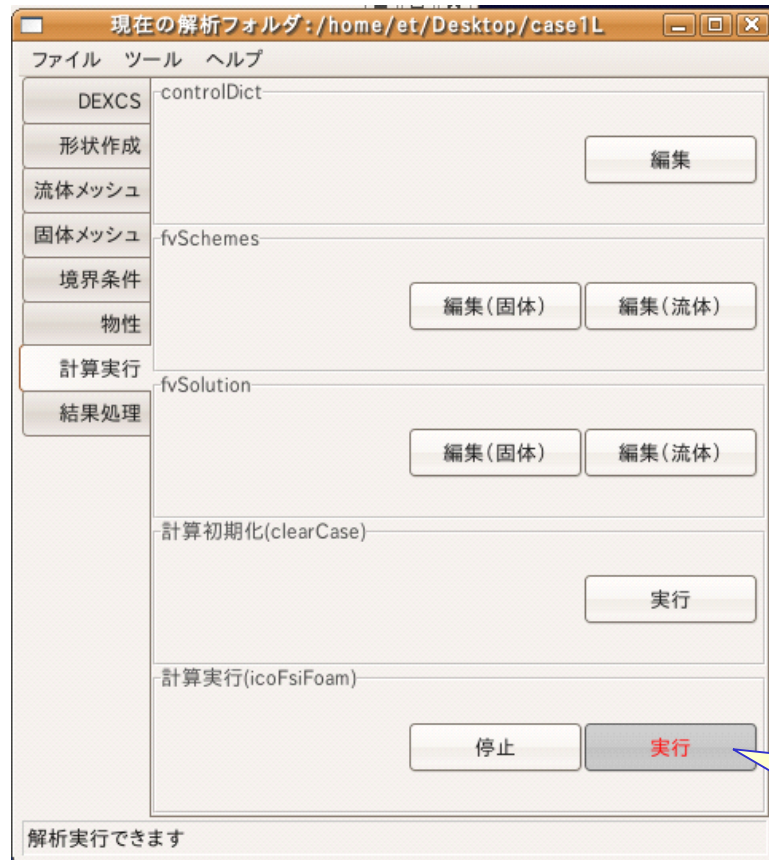 現在の解析フォルダ:/home/et/Desktop/case1L
ファイル ツール ヘルプ
DEXCS
形状作成
流体メッシュ
固体メッシュ
境界条件
物性
計算実行
結果処理
controlDict
編集
fvSchemes
編集(固体) 編集(流体)
fvSolution
編集(固体) 編集(流体)
計算初期化(clearCase)
実行
計算実行(icoFsiFoam)
停止 実行
解析実行できます